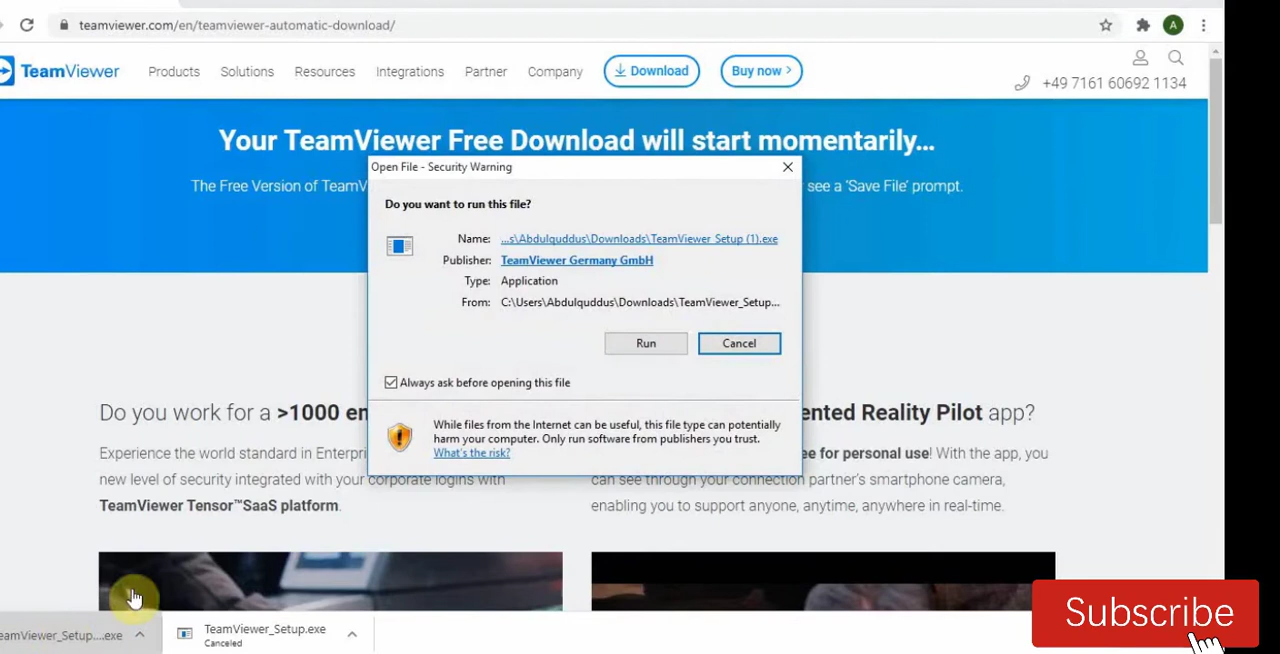 teamviewer.com/en/teamviewer-automatic-download/
A
TeamViewer
Products
Solutions
Resources
Integrations
Partner
Company
Download
Buy now >
+49 7161 60692 1134
Your TeamViewer Free Download will start momentarily...
The Free Version of TeamV
see a 'Save File' prompt.
Open File - Security Warning
Do you want to run this file?
Name: ...s\Abdulquddus\Downloads\TeamViewer_Setup (1).exe
Publisher: TeamViewer Germany GmbH
Type: Application
From: C:\Users\Abdulquddus\Downloads\TeamViewer_Setup...
Run
Cancel
Always ask before opening this file
While files from the Internet can be useful, this file type can potentially
harm your computer. Only run software from publishers you trust.
What's the risk?
Do you work for a >1000 en
Experience the world standard in Enterpri
new level of security integrated with your corporate logins with
TeamViewer Tensor™SaaS platform.
ented Reality Pilot app?
ee for personal use! With the app, you
can see through your connection partner's smartphone camera,
enabling you to support anyone, anytime, anywhere in real-time.
eamViewer_Setup....exe
TeamViewer_Setup.exe
Canceled
Subscribe